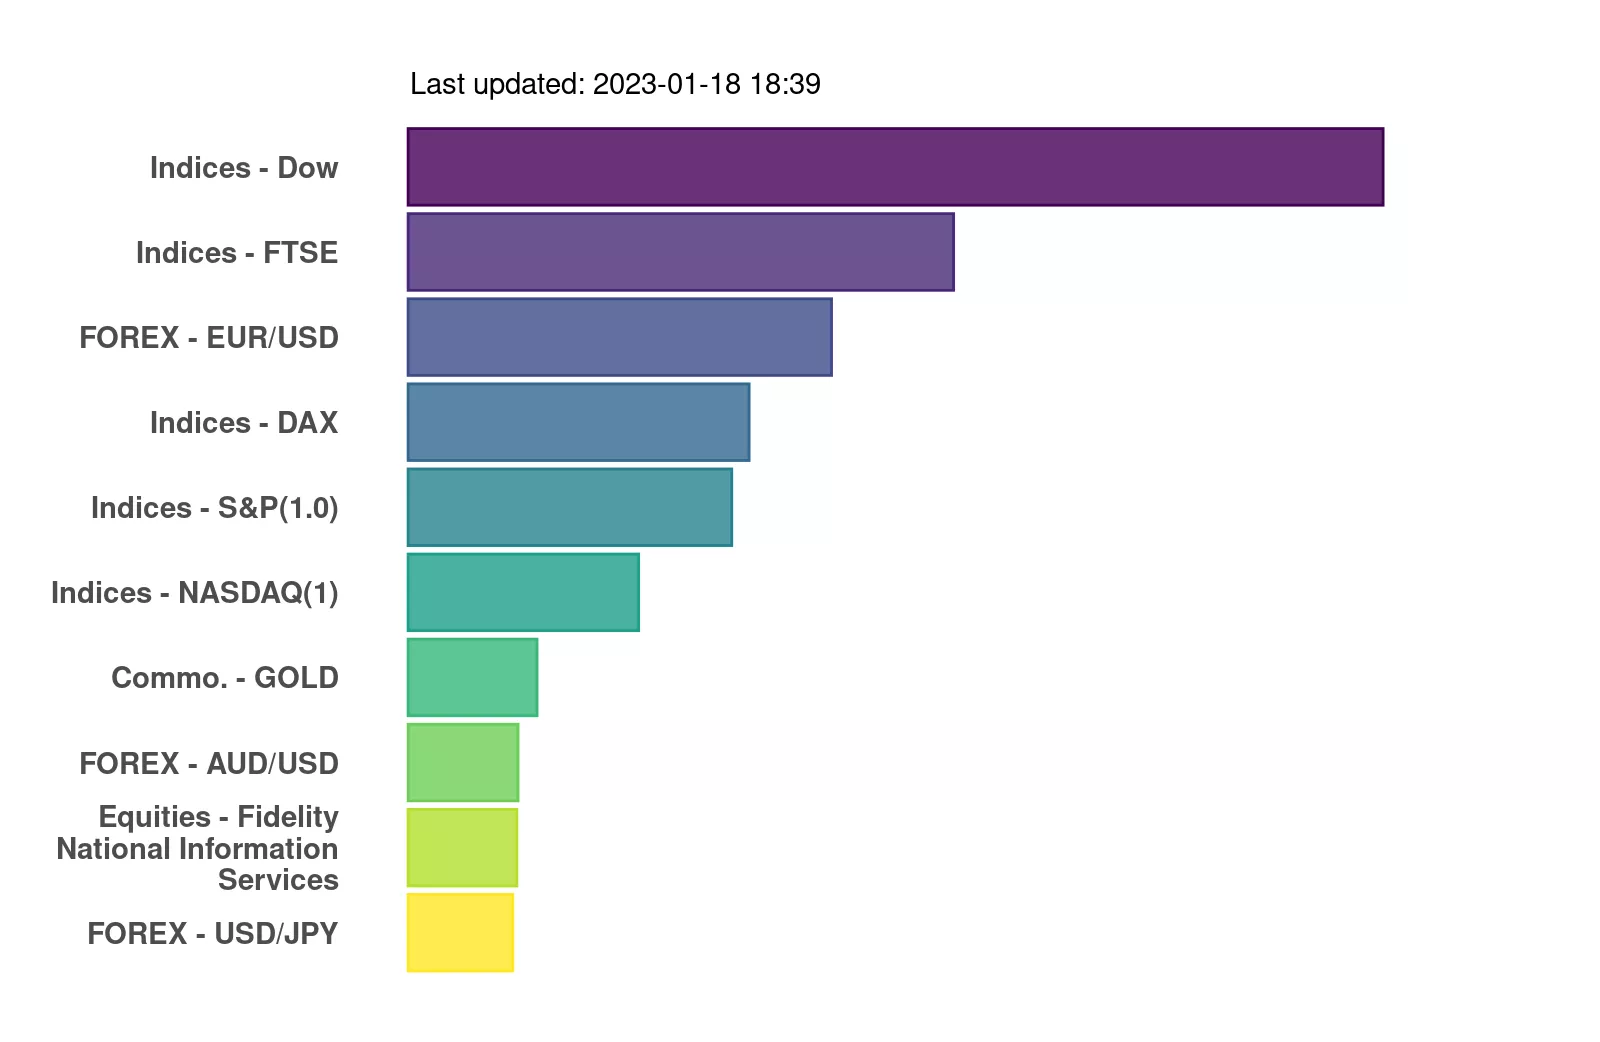 Last updated: 2023-01-18 18:39
Indices - Dow
Indices - FTSE
FOREX - EUR/USD
Indices - DAX
Indices - S&P(1.0)
Indices - NASDAQ(1)
Commo. - GOLD
FOREX - AUD/USD
Equities - Fidelity
National Information
Services
FOREX - USD/JPY